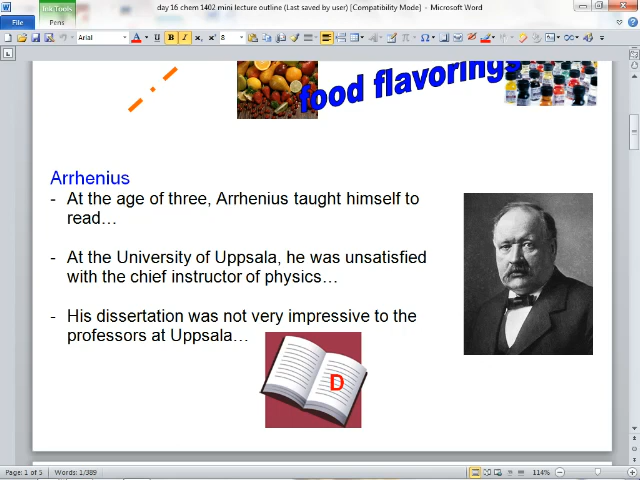 day 16 chem 1402 mini lecture outline (Last saved by user) [Compatibility Mode] - Microsoft Word
InkTools
File
Pens
Arial
8
food flavorings
Arrhenius
- At the age of three, Arrhenius taught himself to
read…
- At the University of Uppsala, he was unsatisfied
with the chief instructor of physics…
- His dissertation was not very impressive to the
professors at Uppsala…
D
Page: 1 of 5
Words: 1/389
114%